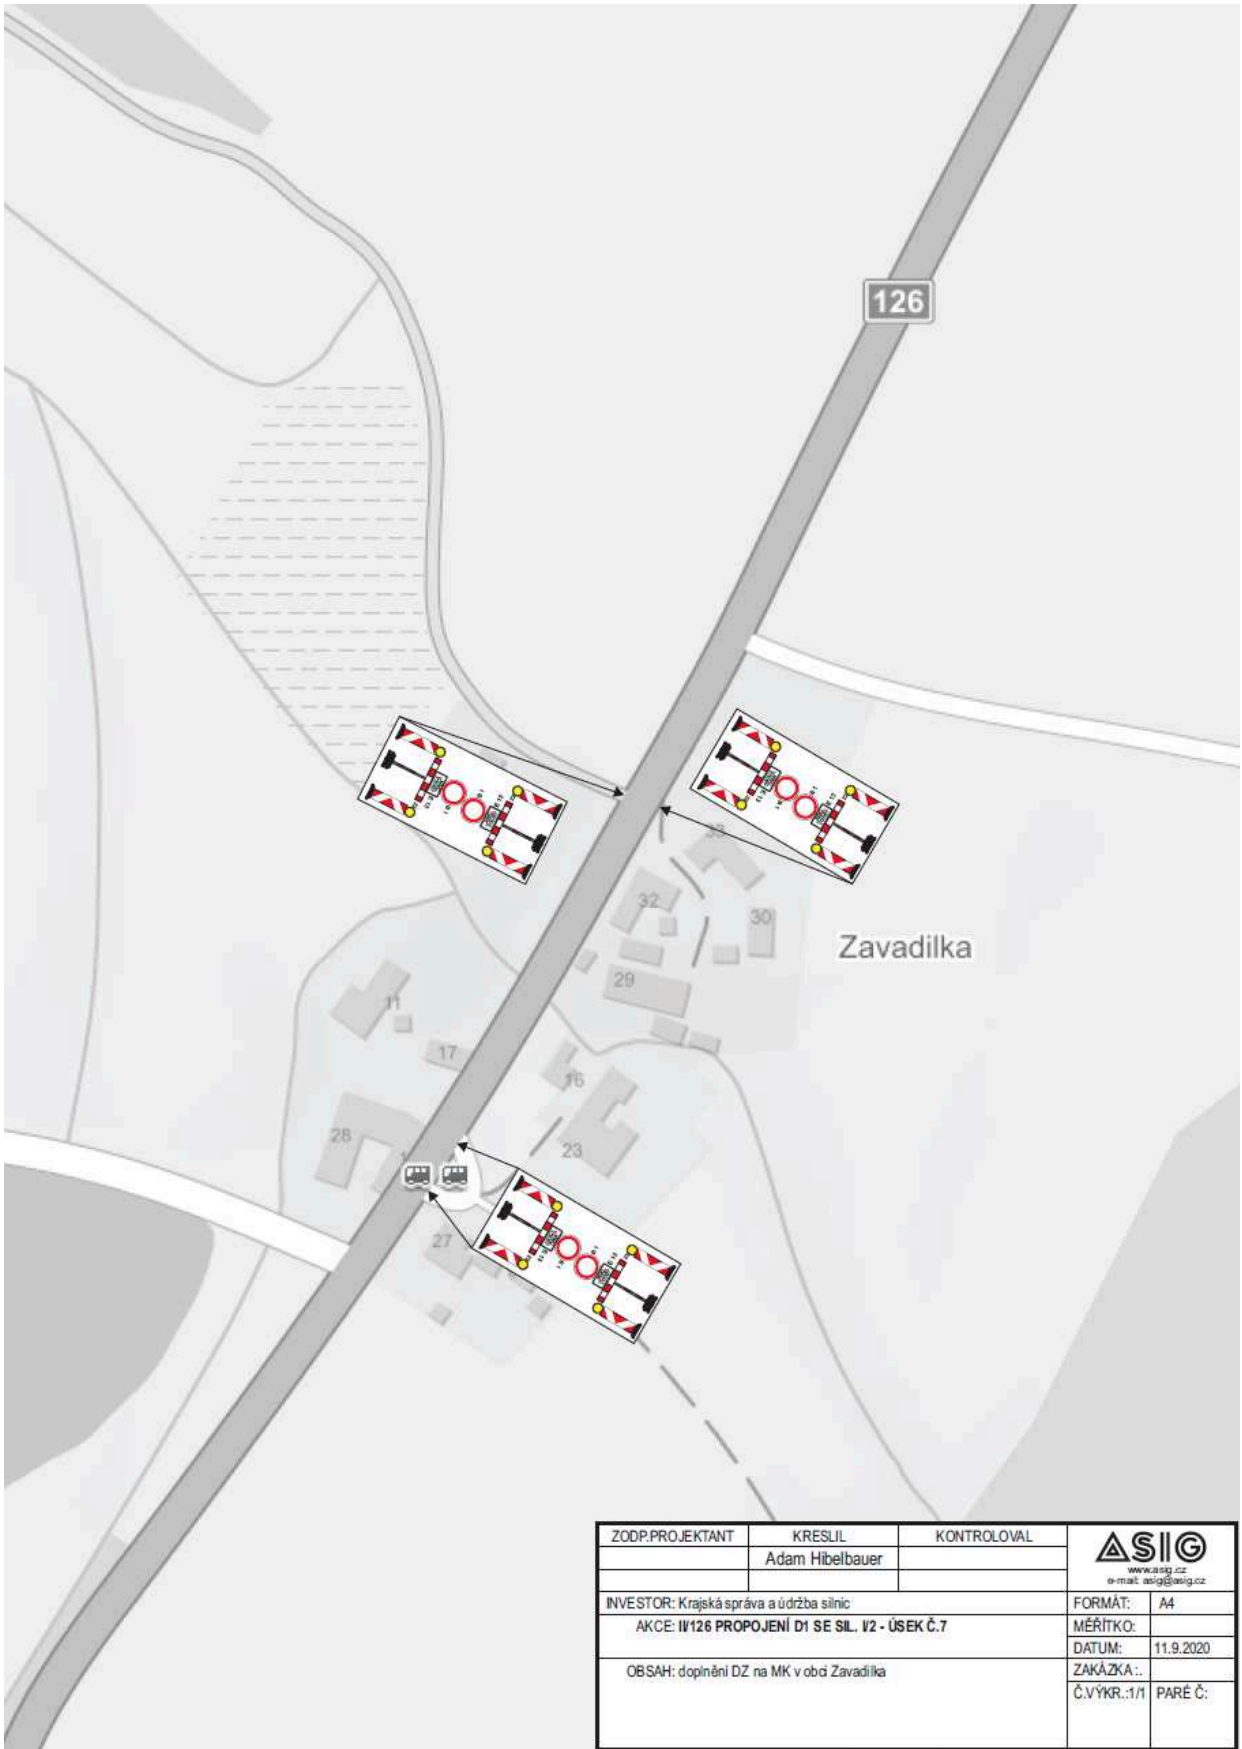 126
33
32
30
Zavadilka
29
11
17
16
28
23
27
ZODP.PROJEKTANT KRESLIL KONTROLOVAL
Adam Hibelbauer
ASIG
www.asig.cz
e-mail: asig@asig.cz
INVESTOR: Krajská správa a údržba silnic
FORMÁT: A4
AKCE: II/126 PROPOJENÍ D1 SE SIL. I/2 - ÚSEK Č.7
MĚŘÍTKO:
DATUM: 11.9.2020
OBSAH: doplnění DZ na MK v obci Zavadilka
ZAKÁZKA :.
Č.VÝKR.:1/1 PARÉ Č: